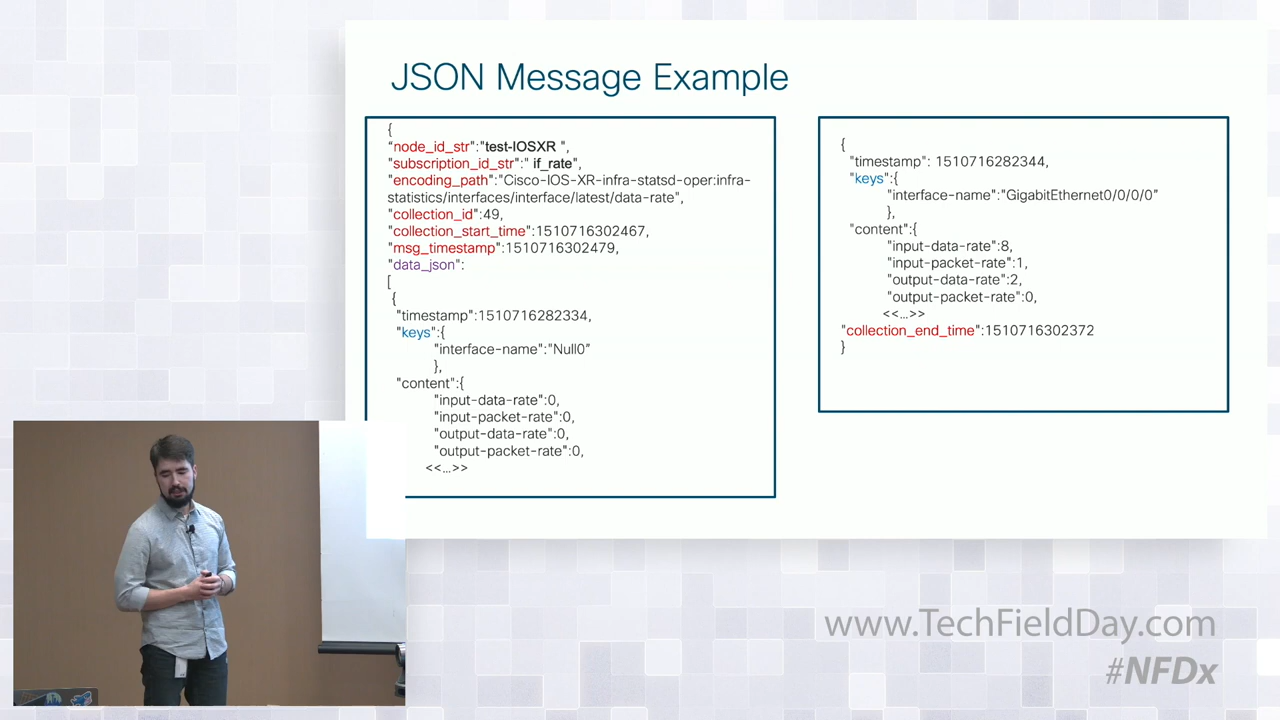 JSON Message Example
{
"node_id_str":"test-IOSXR ",
"subscription_id_str":" if_rate",
"encoding_path":"Cisco-IOS-XR-infra-statsd-oper:infra-
statistics/interfaces/interface/latest/data-rate",
"collection_id":49,
"collection_start_time":1510716302467,
"msg_timestamp":1510716302479,
"data_json":
[
{
"timestamp":1510716282334,
"keys":{
"interface-name":"Null0"
},
"content":{
"input-data-rate":0,
"input-packet-rate":0,
"output-data-rate":0,
"output-packet-rate":0,
<<...>>
{
"timestamp": 1510716282344,
"keys":{
"interface-name":"GigabitEthernet0/0/0/0"
},
"content":{
"input-data-rate":8,
"input-packet-rate":1,
"output-data-rate":2,
"output-packet-rate":0,
<<...>>
"collection_end_time":1510716302372
}
www.TechFieldDay.com
#NFDx